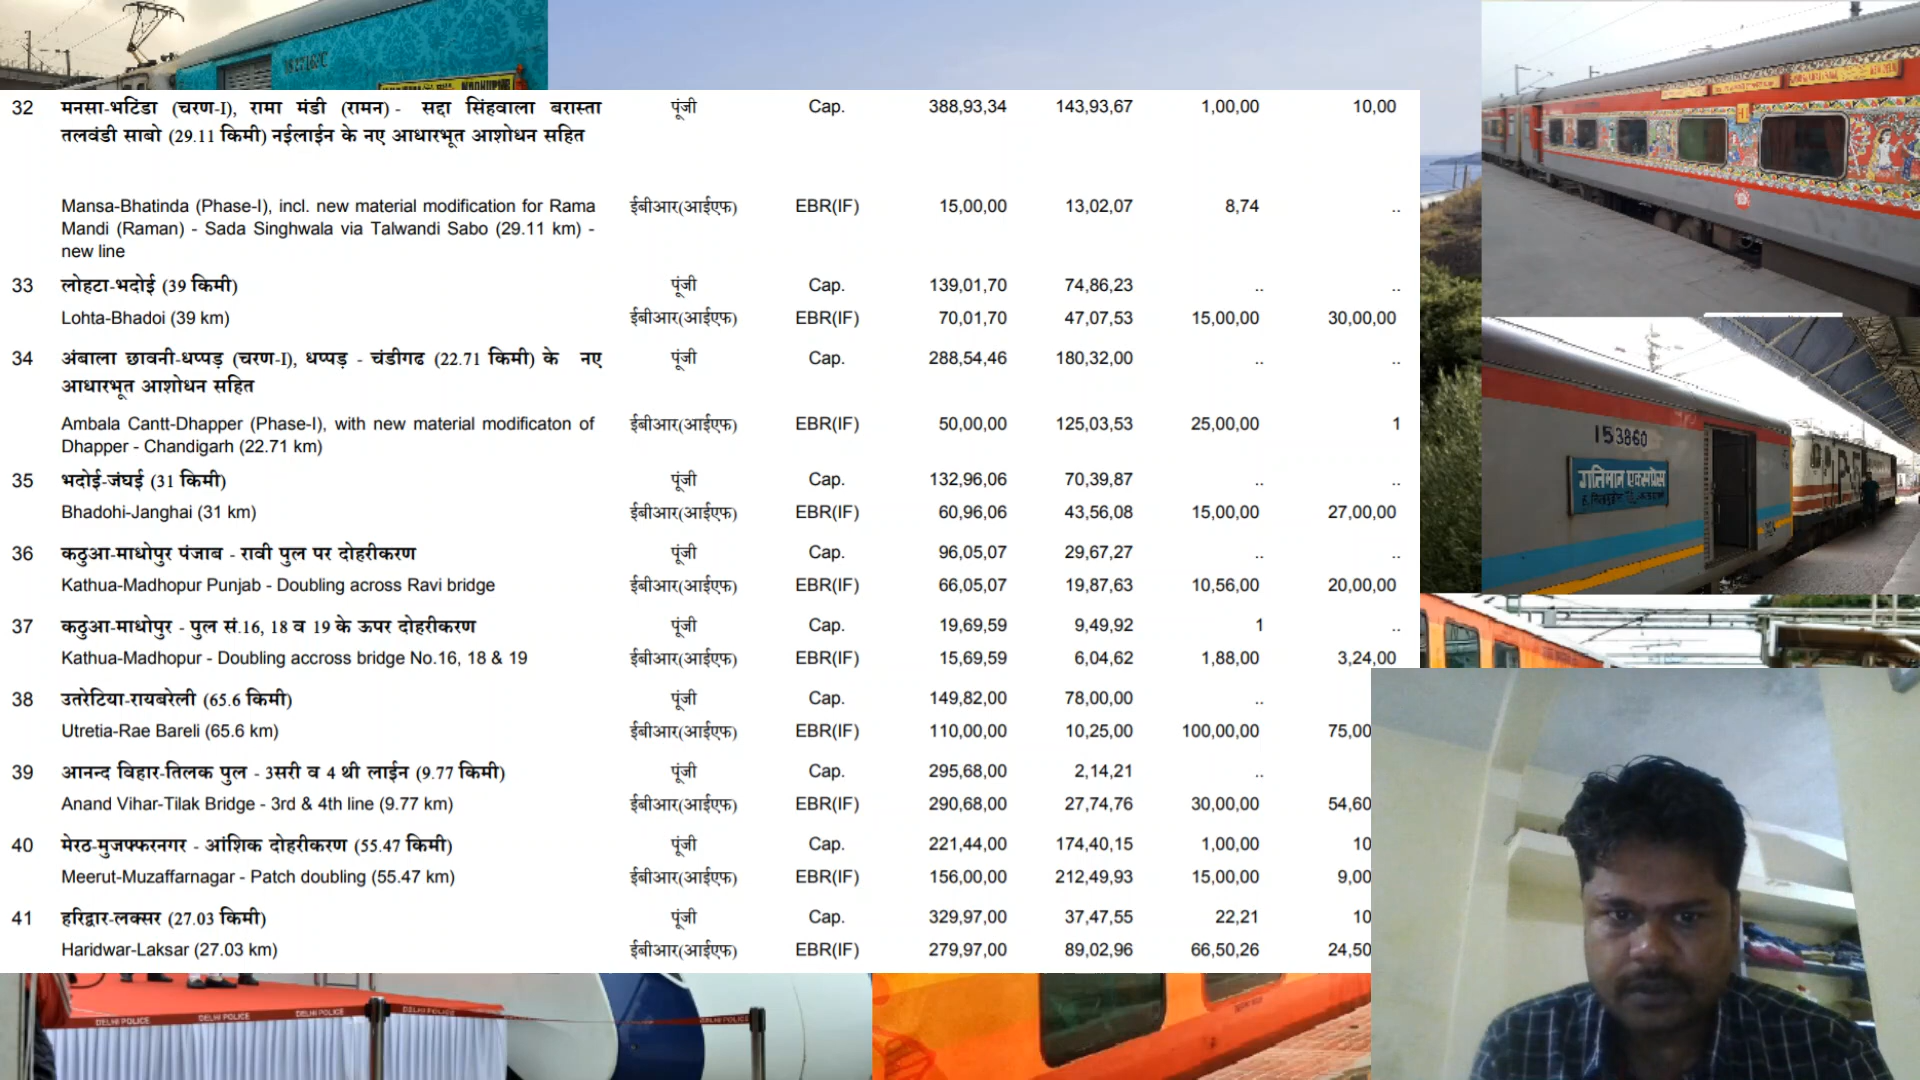 32 मनसा-भटिंडा (चरण-I), रामा मंडी (रामन) - सद्दा सिंहवाला बरास्ता पूंजी Cap. 388,93,34 143,93,67 1,00,00 10,00
तलवंडी साबो (29.11 किमी) नईलाईन के नए आधारभूत आशोधन सहित
Mansa-Bhatinda (Phase-I), incl. new material modification for Rama ईबीआर(आईएफ) EBR(IF) 15,00,00 13,02,07 8,74 ..
Mandi (Raman) - Sada Singhwala via Talwandi Sabo (29.11 km) -
new line
33 लोहटा-भदोई (39 किमी) पूंजी Cap. 139,01,70 74,86,23 .. ..
Lohta-Bhadoi (39 km) ईबीआर(आईएफ) EBR(IF) 70,01,70 47,07,53 15,00,00 30,00,00
34 अंबाला छावनी-धप्पड़ (चरण-I), धप्पड़ - चंडीगढ (22.71 किमी) के नए पूंजी Cap. 288,54,46 180,32,00 .. ..
आधारभूत आशोधन सहित
Ambala Cantt-Dhapper (Phase-I), with new material modificaton of ईबीआर(आईएफ) EBR(IF) 50,00,00 125,03,53 25,00,00 1
Dhapper - Chandigarh (22.71 km)
35 भदोई-जंघई (31 किमी) पूंजी Cap. 132,96,06 70,39,87 .. ..
Bhadohi-Janghai (31 km) ईबीआर(आईएफ) EBR(IF) 60,96,06 43,56,08 15,00,00 27,00,00
36 कठुआ-माधोपुर पंजाब - रावी पुल पर दोहरीकरण पूंजी Cap. 96,05,07 29,67,27 .. ..
Kathua-Madhopur Punjab - Doubling across Ravi bridge ईबीआर(आईएफ) EBR(IF) 66,05,07 19,87,63 10,56,00 20,00,00
37 कठुआ-माधोपुर - पुल सं.16, 18 व 19 के ऊपर दोहरीकरण पूंजी Cap. 19,69,59 9,49,92 1 ..
Kathua-Madhopur - Doubling accross bridge No.16, 18 & 19 ईबीआर(आईएफ) EBR(IF) 15,69,59 6,04,62 1,88,00 3,24,00
38 उतरेटिया-रायबरेली (65.6 किमी) पूंजी Cap. 149,82,00 78,00,00 ..
Utretia-Rae Bareli (65.6 km) ईबीआर(आईएफ) EBR(IF) 110,00,00 10,25,00 100,00,00 75,00
39 आनन्द विहार-तिलक पुल - 3सरी व 4 थी लाईन (9.77 किमी) पूंजी Cap. 295,68,00 2,14,21 ..
Anand Vihar-Tilak Bridge - 3rd & 4th line (9.77 km) ईबीआर(आईएफ) EBR(IF) 290,68,00 27,74,76 30,00,00 54,60
40 मेरठ-मुजफ्फरनगर - आंशिक दोहरीकरण (55.47 किमी) पूंजी Cap. 221,44,00 174,40,15 1,00,00 10
Meerut-Muzaffarnagar - Patch doubling (55.47 km) ईबीआर(आईएफ) EBR(IF) 156,00,00 212,49,93 15,00,00 9,00
41 हरिद्वार-लक्सर (27.03 किमी) पूंजी Cap. 329,97,00 37,47,55 22,21 10
Haridwar-Laksar (27.03 km) ईबीआर(आईएफ) EBR(IF) 279,97,00 89,02,96 66,50,26 24,50
153860
गतिमान एक्सप्रेस
DELHI POLICE DELHI POLICE DELHI POLICE DELHI POLICE DELHI POLICE